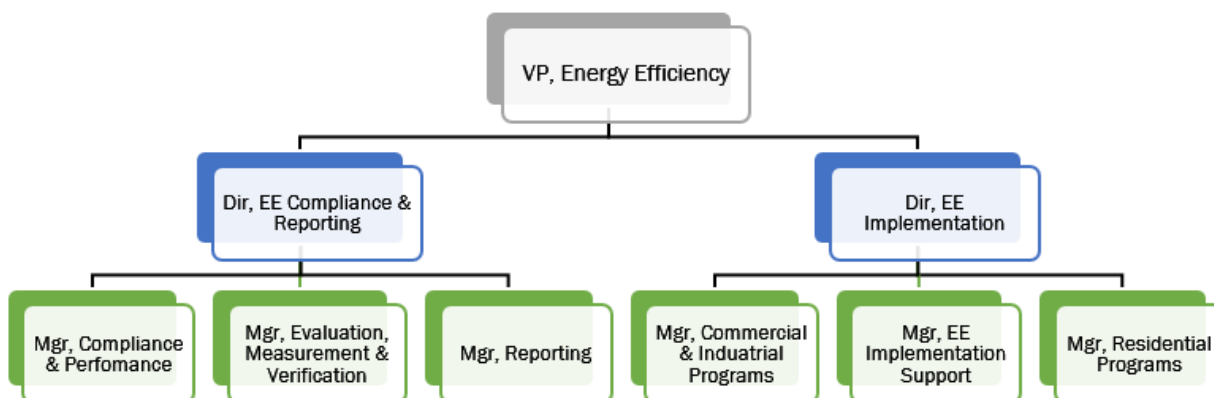 VP, Energy Efficiency
Dir, EE Compliance &
Reporting
Dir, EE
Implementation
Mgr, Compliance
& Perfomance
Mgr, Evaluation,
Measurement &
Verification
Mgr, Reporting
Mgr, Commercial
& Induatrial
Programs
Mgr, EE
Implementation
Support
Mgr, Residential
Programs